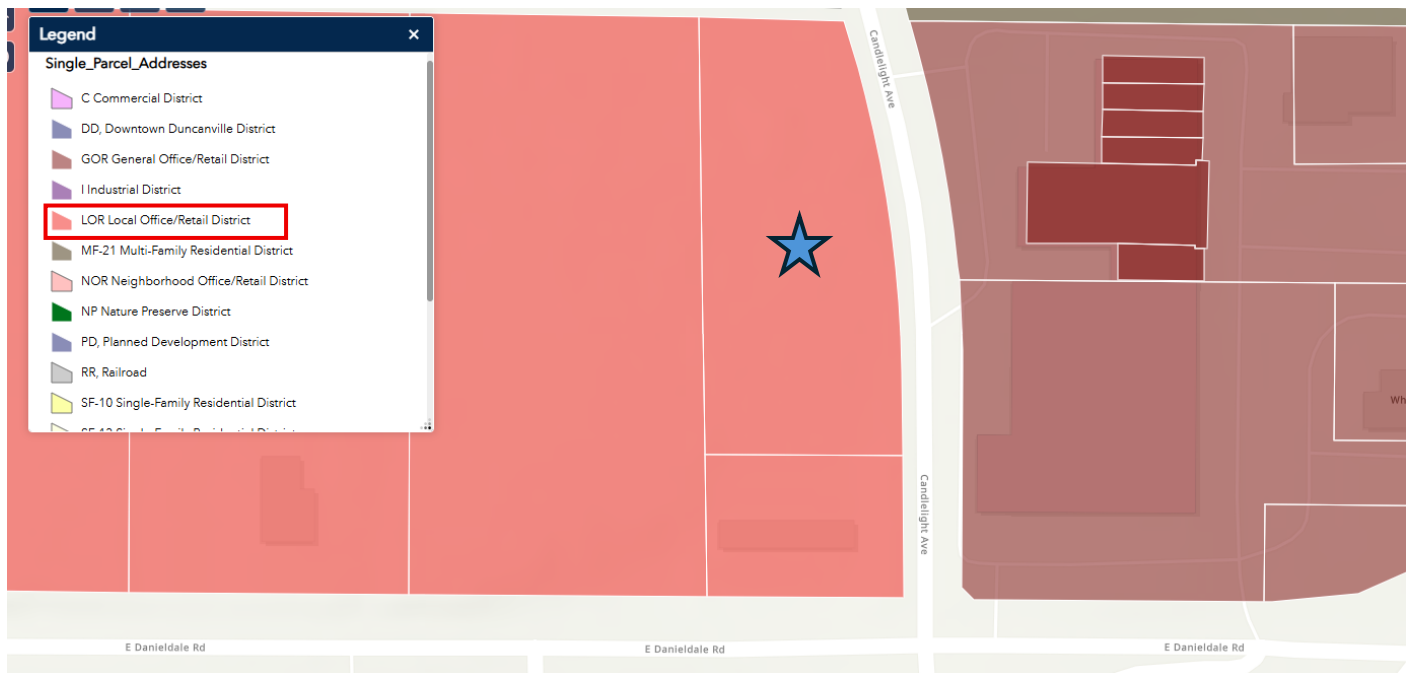 Legend
×
Single_Parcel_Addresses
C Commercial District
DD, Downtown Duncanville District
GOR General Office/Retail District
I Industrial District
LOR Local Office/Retail District
MF-21 Multi-Family Residential District
NOR Neighborhood Office/Retail District
NP Nature Preserve District
PD, Planned Development District
RR, Railroad
SF-10 Single-Family Residential District
Candlelight Ave
Candlelight Ave
Wh
E Danieldale Rd
E Danieldale Rd
E Danieldale Rd